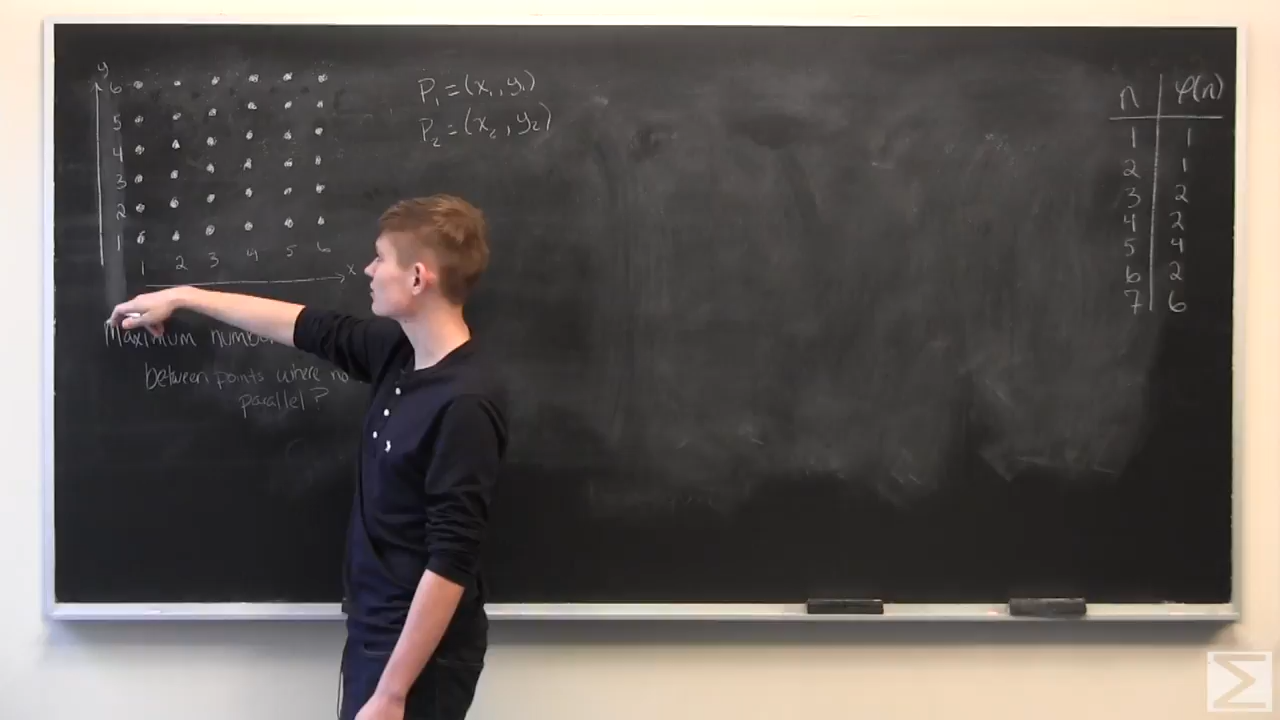 y
6
5
4
3
2
1
1 2 3 4 5 6
x
Maximum
between points where no
parallel?
P₁ = (x₁, y₁)
P₂ = (x₂, y₂)
n φ(n)
1 1
2 1
3 2
4 2
5 4
6 2
7 6
Σ